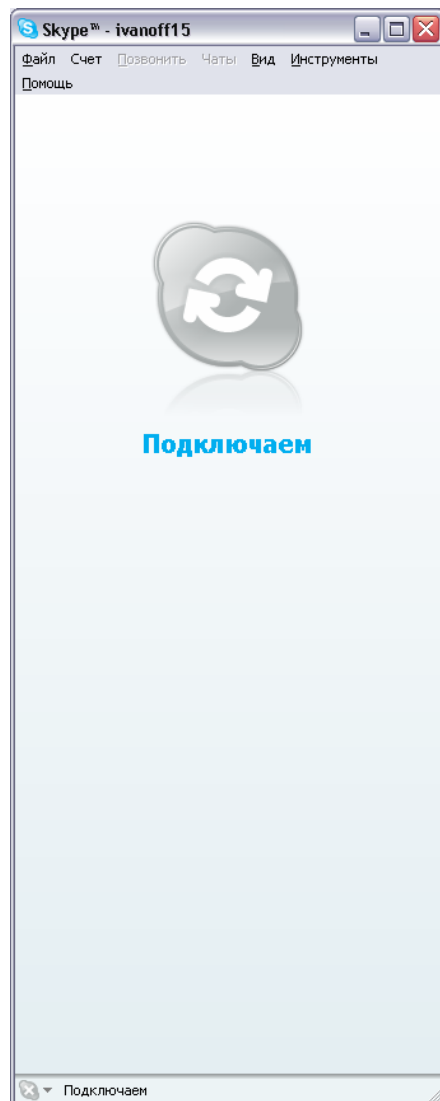 Skype™ - ivanoff15
Файл Счет Позвонить Чаты Вид Инструменты
Помощь
Подключаем
Подключаем